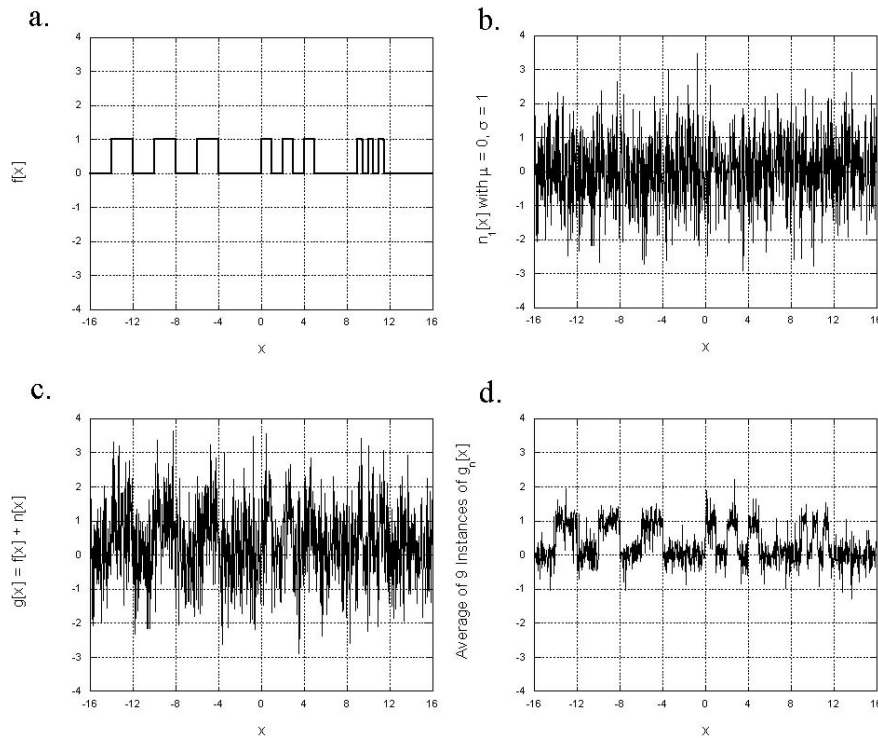 a.
4
3
2
1
0
-1
-2
-3
-4
f[x]
-16 -12 -8 -4 0 4 8 12 16
x
b.
4
3
2
1
0
-1
-2
-3
-4
n₁[x] with μ = 0, σ = 1
-16 -12 -8 -4 0 4 8 12 16
x
c.
4
3
2
1
0
-1
-2
-3
-4
g[x] = f[x] + n[x]
-16 -12 -8 -4 0 4 8 12 16
x
d.
4
3
2
1
0
-1
-2
-3
-4
Average of 9 Instances of gₙ[x]
-16 -12 -8 -4 0 4 8 12 16
x